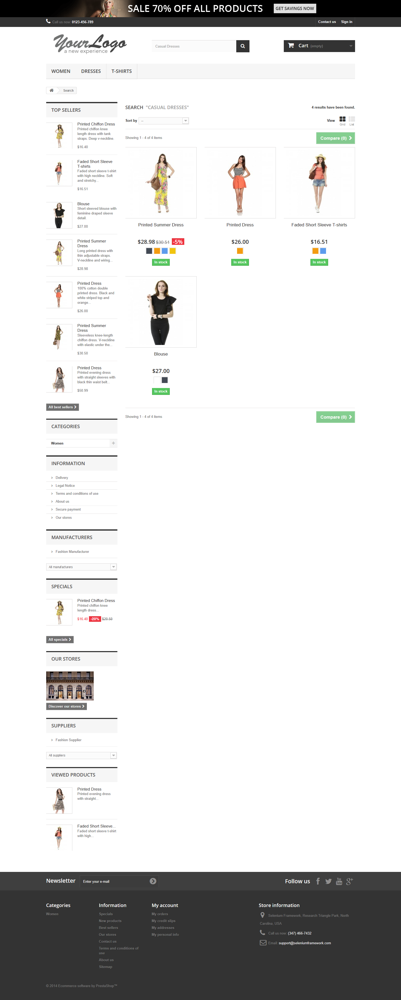 SALE 70% OFF ALL PRODUCTS GET SAVINGS NOW
Call us now: 0123-456-789
Contact us Sign in
YourLogo
a new experience
Casual Dresses
Cart (empty)
WOMEN DRESSES T-SHIRTS
Search
TOP SELLERS
Printed Chiffon Dress
Printed chiffon knee
length dress with tank
straps. Deep v-neckline.
$16.40
Faded Short Sleeve
T-shirts
Faded short sleeve t-shirt
with high neckline. Soft
and stretchy...
$16.51
Blouse
Short sleeved blouse with
feminine draped sleeve
detail.
$27.00
Printed Summer
Dress
Long printed dress with
thin adjustable straps.
V-neckline and wiring...
$28.98
Printed Dress
100% cotton double
printed dress. Black and
white striped top and
orange...
$26.00
Printed Summer
Dress
Sleeveless knee-length
chiffon dress. V-neckline
with elastic under the...
$30.50
Printed Dress
Printed evening dress
with straight sleeves with
black thin waist belt...
$50.99
All best sellers
CATEGORIES
Women
INFORMATION
Delivery
Legal Notice
Terms and conditions of use
About us
Secure payment
Our stores
MANUFACTURERS
Fashion Manufacturer
All manufacturers
SPECIALS
Printed Chiffon Dress
Printed chiffon knee
length dress...
$16.40 -20% $20.50
All specials
OUR STORES
Discover our stores
SUPPLIERS
Fashion Supplier
All suppliers
VIEWED PRODUCTS
Printed Dress
Printed evening dress
with straight...
Faded Short Sleeve...
Faded short sleeve t-shirt
with high...
SEARCH "CASUAL DRESSES"
4 results have been found.
Sort by --
View Grid List
Showing 1 - 4 of 4 items
Compare (0)
Printed Summer Dress
$28.98 $30.51 -5%
In stock
Printed Dress
$26.00
In stock
Faded Short Sleeve T-shirts
$16.51
In stock
Blouse
$27.00
In stock
Showing 1 - 4 of 4 items
Compare (0)
Newsletter Enter your e-mail
Follow us
You
Tube
Categories
Women
Information
Specials
New products
Best sellers
Our stores
Contact us
Terms and conditions of
use
About us
Sitemap
My account
My orders
My credit slips
My addresses
My personal info
Store information
Selenium Framework, Research Triangle Park, North
Carolina, USA
Call us now: (347) 466-7432
Email: support@seleniumframework.com
© 2014 Ecommerce software by PrestaShop™